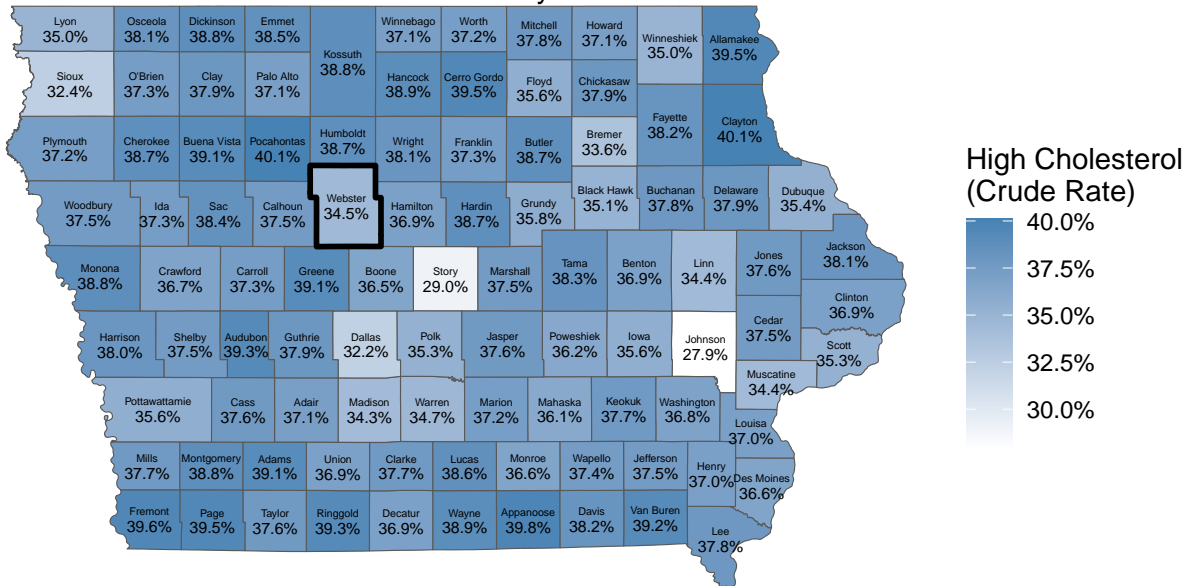 Lyon
35.0%
Osceola
38.1%
Dickinson
38.8%
Emmet
38.5%
Kossuth
38.8%
Winnebago
37.1%
Worth
37.2%
Mitchell
37.8%
Howard
37.1%
Winneshiek
35.0%
Allamakee
39.5%
Sioux
32.4%
O'Brien
37.3%
Clay
37.9%
Palo Alto
37.1%
Hancock
38.9%
Cerro Gordo
39.5%
Floyd
35.6%
Chickasaw
37.9%
Fayette
38.2%
Clayton
40.1%
Plymouth
37.2%
Cherokee
38.7%
Buena Vista
39.1%
Pocahontas
40.1%
Humboldt
38.7%
Wright
38.1%
Franklin
37.3%
Butler
38.7%
Bremer
33.6%
Woodbury
37.5%
Ida
37.3%
Sac
38.4%
Calhoun
37.5%
Webster
34.5%
Hamilton
36.9%
Hardin
38.7%
Grundy
35.8%
Black Hawk
35.1%
Buchanan
37.8%
Delaware
37.9%
Dubuque
35.4%
Monona
38.8%
Crawford
36.7%
Carroll
37.3%
Greene
39.1%
Boone
36.5%
Story
29.0%
Marshall
37.5%
Tama
38.3%
Benton
36.9%
Linn
34.4%
Jones
37.6%
Jackson
38.1%
Clinton
36.9%
Harrison
38.0%
Shelby
37.5%
Audubon
39.3%
Guthrie
37.9%
Dallas
32.2%
Polk
35.3%
Jasper
37.6%
Poweshiek
36.2%
Iowa
35.6%
Johnson
27.9%
Cedar
37.5%
Scott
35.3%
Muscatine
34.4%
Pottawattamie
35.6%
Cass
37.6%
Adair
37.1%
Madison
34.3%
Warren
34.7%
Marion
37.2%
Mahaska
36.1%
Keokuk
37.7%
Washington
36.8%
Louisa
37.0%
Mills
37.7%
Montgomery
38.8%
Adams
39.1%
Union
36.9%
Clarke
37.7%
Lucas
38.6%
Monroe
36.6%
Wapello
37.4%
Jefferson
37.5%
Henry
37.0%
Des Moines
36.6%
Fremont
39.6%
Page
39.5%
Taylor
37.6%
Ringgold
39.3%
Decatur
36.9%
Wayne
38.9%
Appanoose
39.8%
Davis
38.2%
Van Buren
39.2%
Lee
37.8%
High Cholesterol
(Crude Rate)
40.0%
37.5%
35.0%
32.5%
30.0%